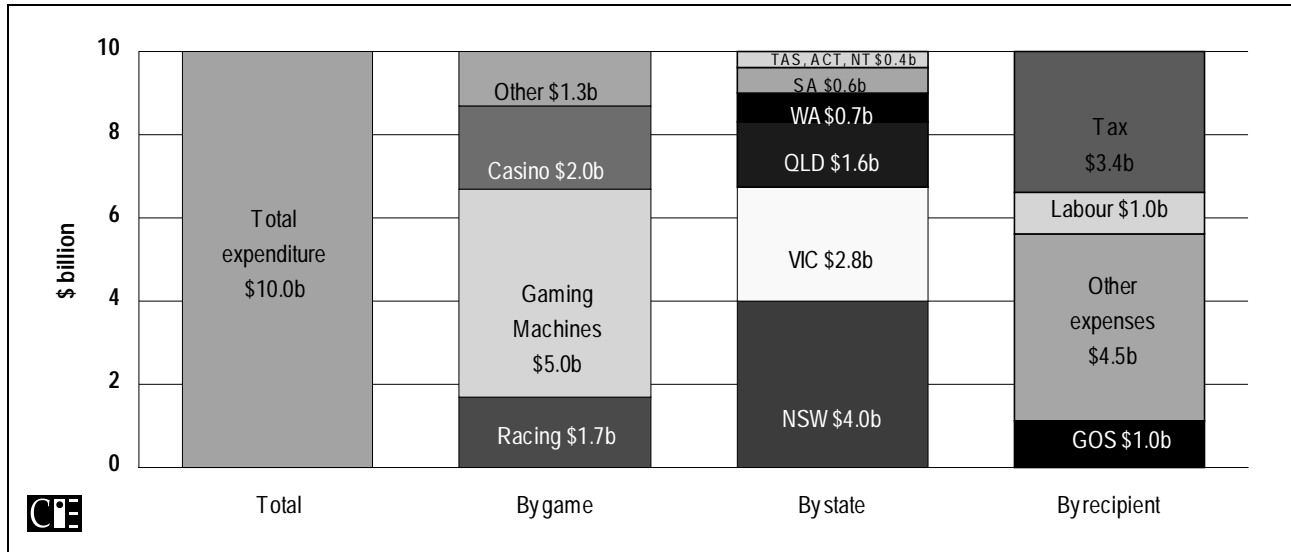 $ billion
10
8
6
4
2
0
Total
expenditure
$10.0b
Other $1.3b
Casino $2.0b
Gaming
Machines
$5.0b
Racing $1.7b
TAS, ACT, NT $0.4b
SA $0.6b
WA $0.7b
QLD $1.6b
VIC $2.8b
NSW $4.0b
Tax
$3.4b
Labour $1.0b
Other
expenses
$4.5b
GOS $1.0b
Total
By game
By state
By recipient
CIE